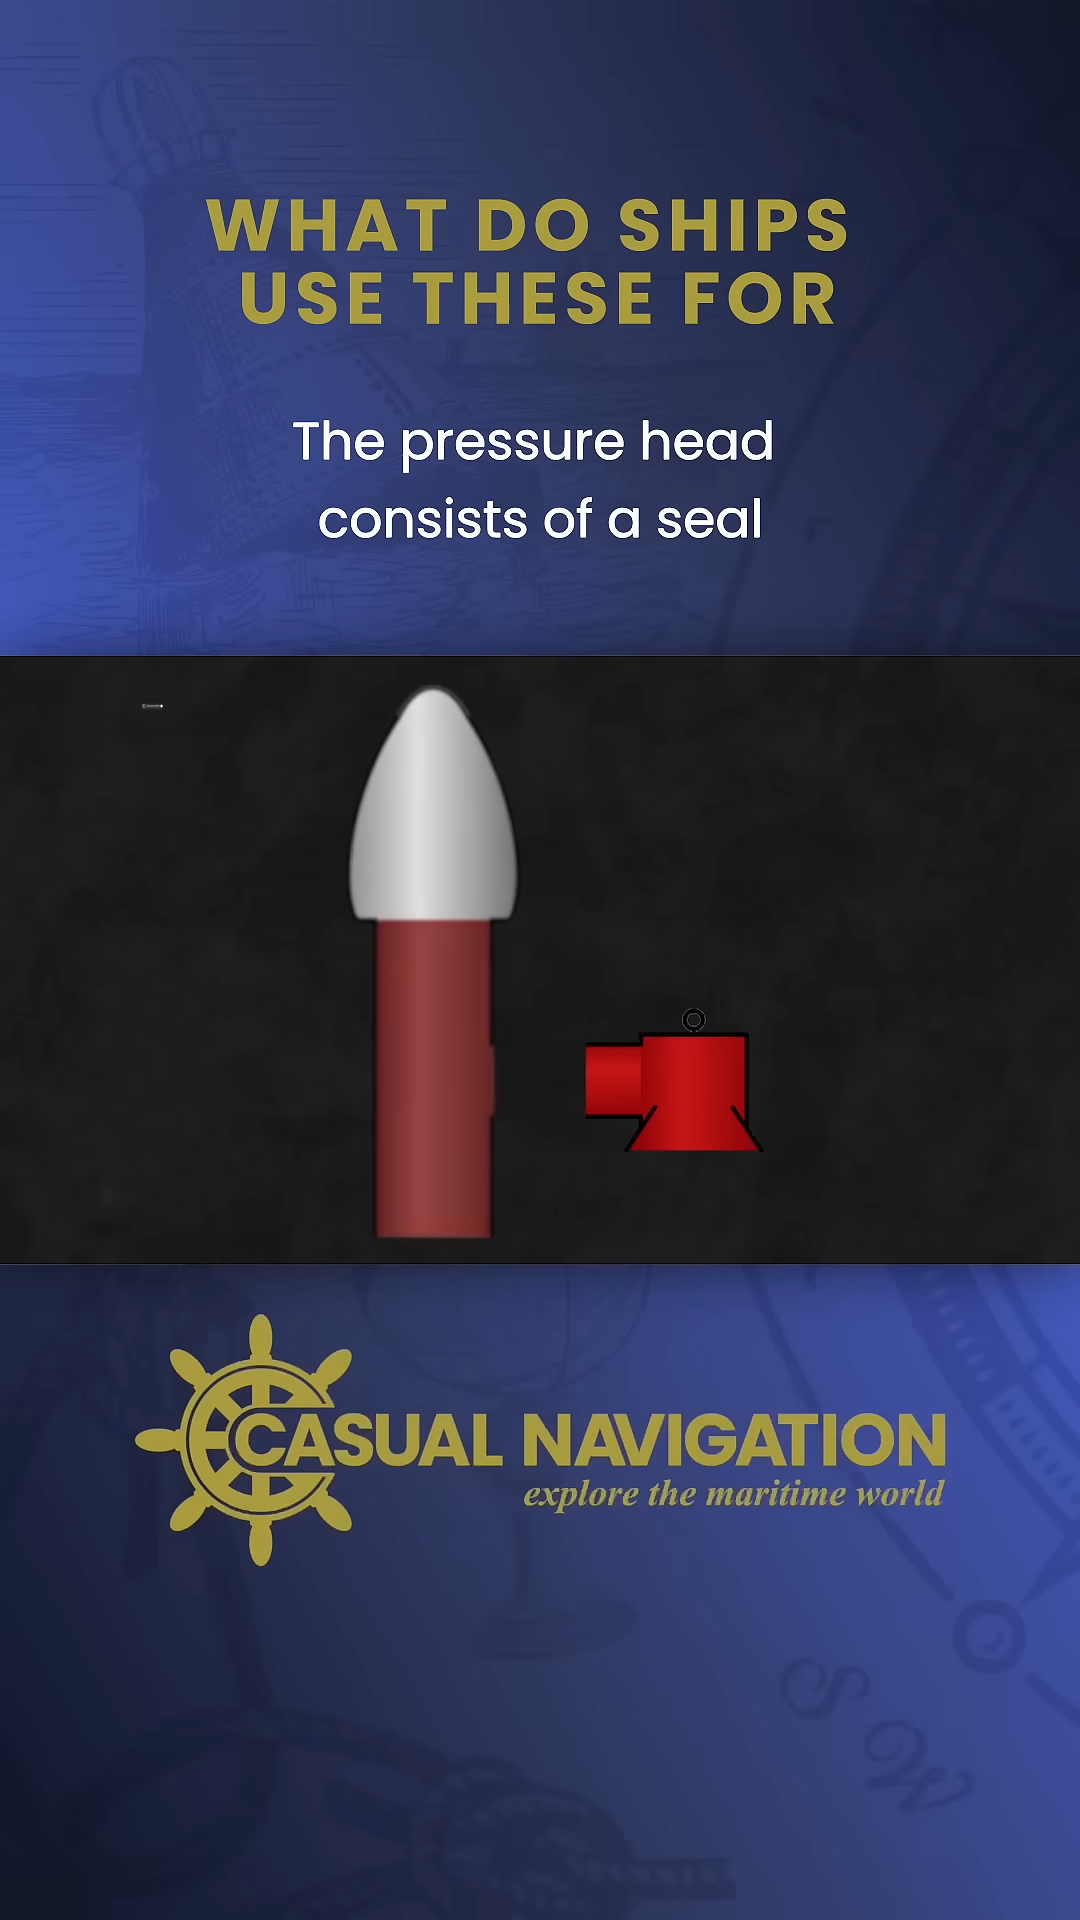 WHAT DO SHIPS
USE THESE FOR
The pressure head
consists of a seal
CASUAL NAVIGATION
explore the maritime world
S
W